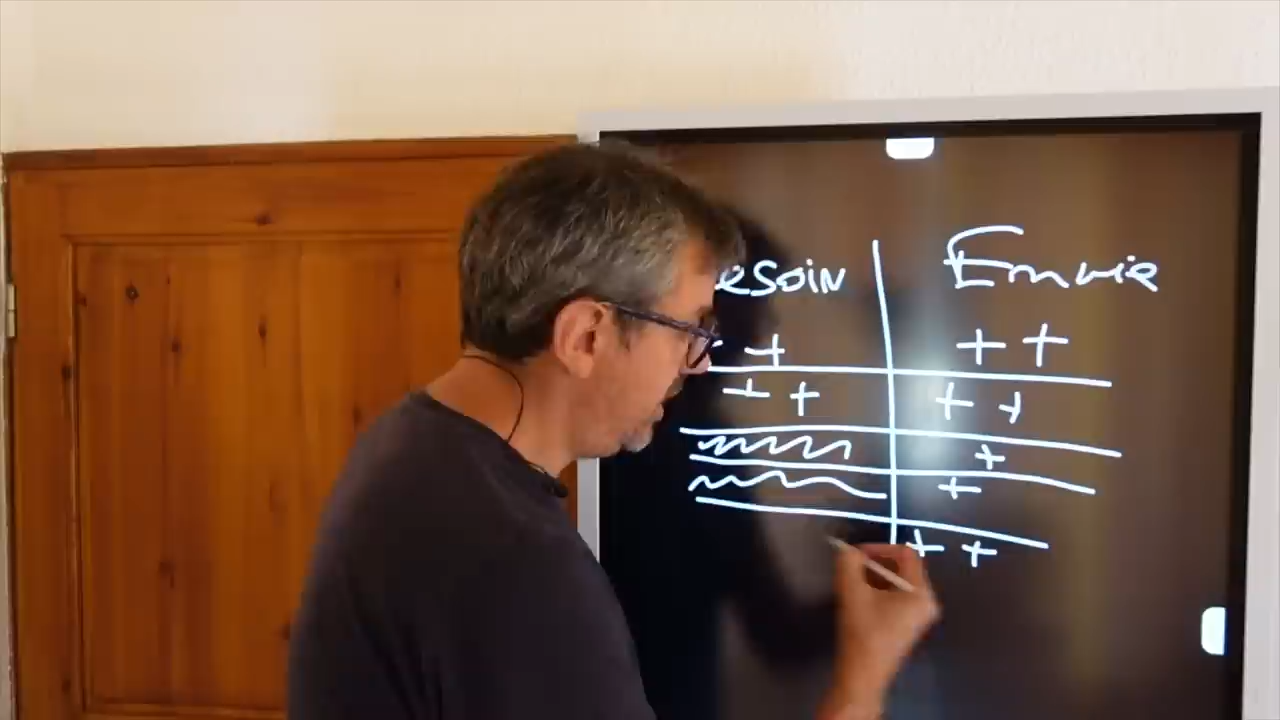 esoin Envie
+ + +
+ + + +
+
+
+ +